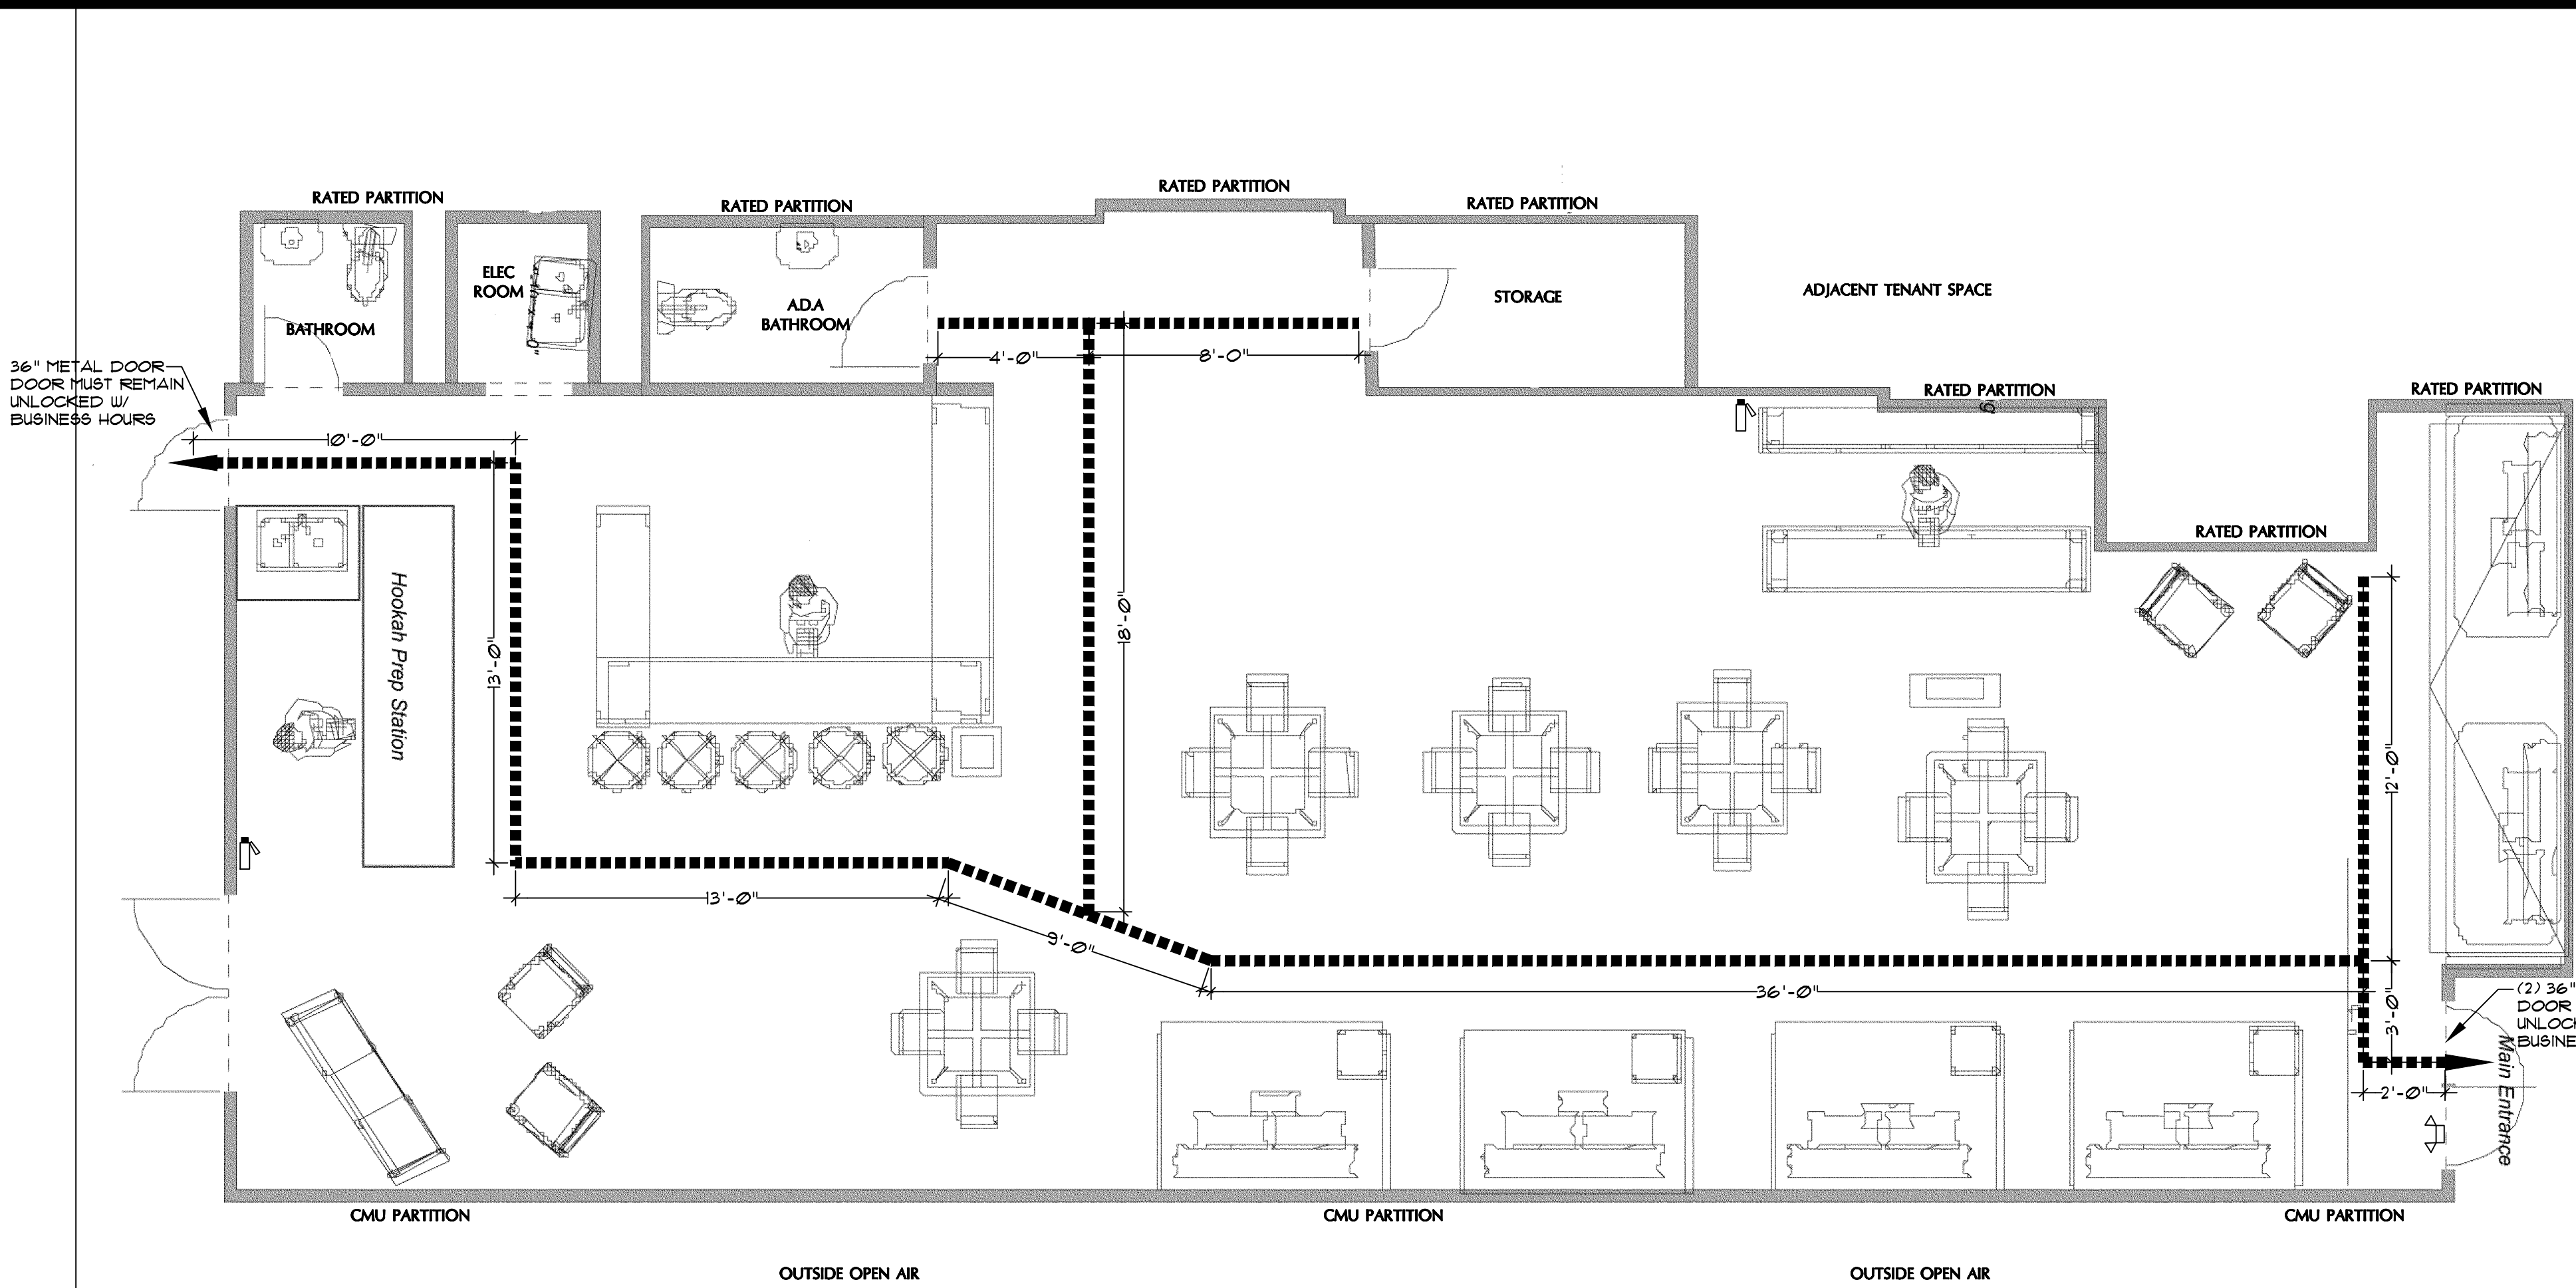 RATED PARTITION
RATED PARTITION
RATED PARTITION
RATED PARTITION
ELEC
ROOM
A.D.A
BATHROOM
BATHROOM
STORAGE
ADJACENT TENANT SPACE
36" METAL DOOR
DOOR MUST REMAIN
UNLOCKED W/
BUSINESS HOURS
4'-0"
8'-0"
RATED PARTITION
RATED PARTITION
10'-0"
RATED PARTITION
Hookah Prep Station
13'-0"
18'-0"
12'-0"
13'-0"
9'-0"
36'-0"
3'-0"
(2) 36"
DOOR
UNLOC
BUSINE
Main Entrance
2'-0"
CMU PARTITION
CMU PARTITION
CMU PARTITION
OUTSIDE OPEN AIR
OUTSIDE OPEN AIR